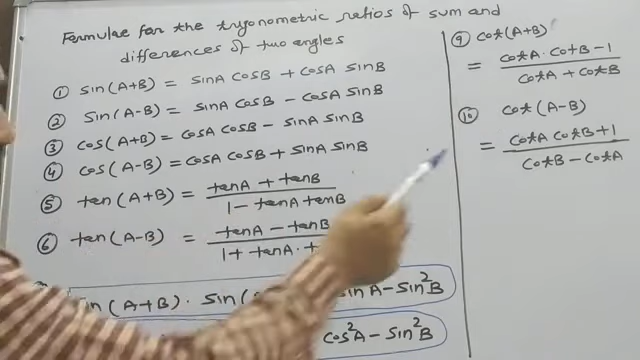 Formulae for the trigonometric ratios of sum and
differences of two angles
① sin(A+B) = sinA cosB + cosA sinB
② sin(A-B) = sinA cosB - cosA sinB
③ cos(A+B) = cosA cosB - sinA sinB
④ cos(A-B) = cosA cosB + sinA sinB
⑤ tan(A+B) = tanA + tanB / 1 - tanA tanB
⑥ tan(A-B) = tanA - tanB / 1 + tanA .
(A+B) . sin( sin A - sin²B
cos²A - sin²B
⑨ cot(A+B)
= cotA . cotB - 1 / cotA + cotB
⑩ cot(A-B)
= cotA cotB + 1 / cotB - cotA